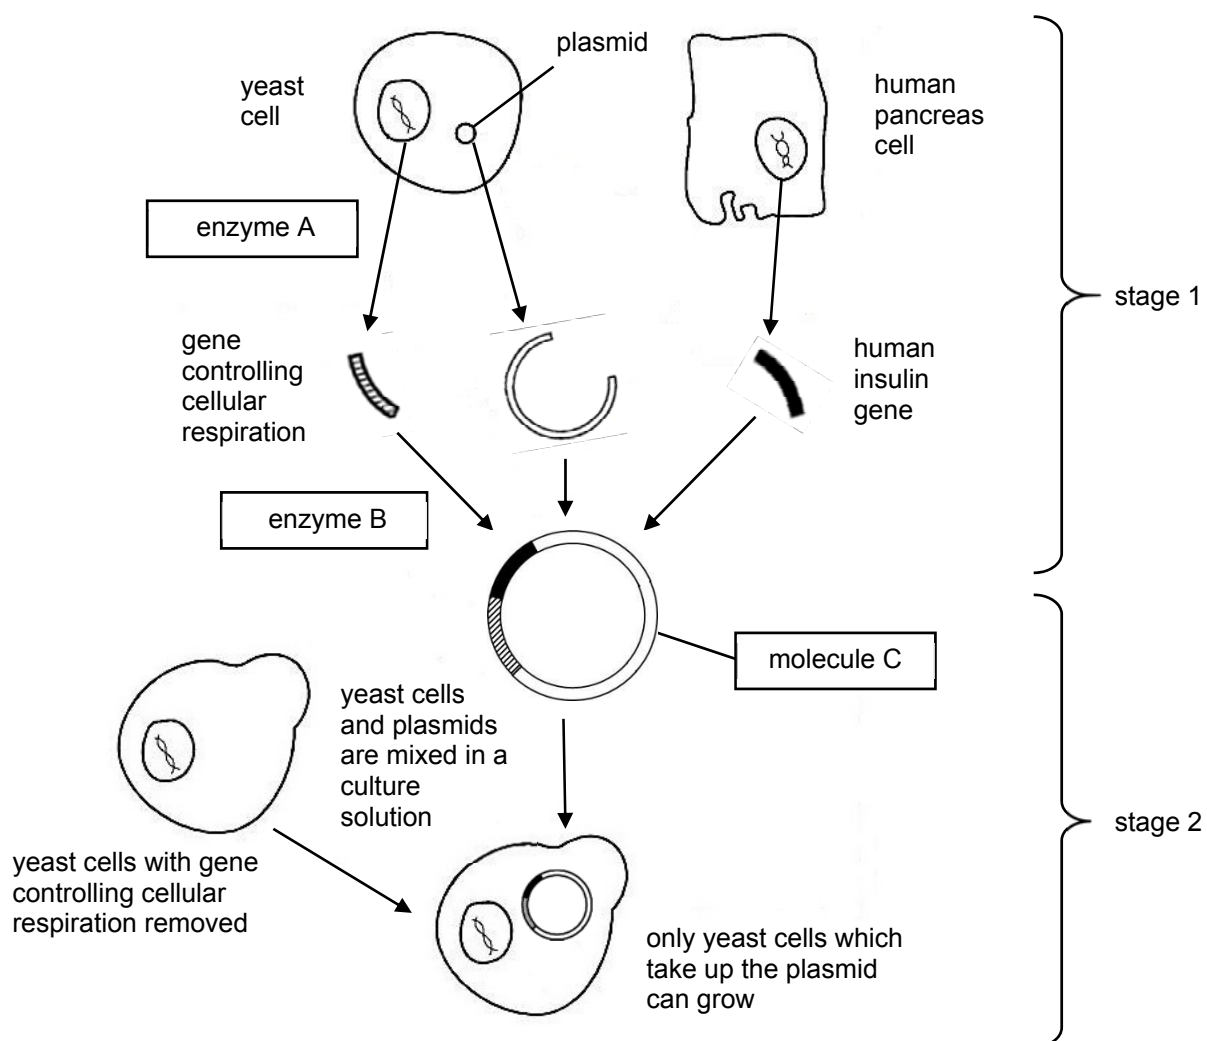 plasmid
yeast
cell
human
pancreas
cell
enzyme A
stage 1
gene
controlling
cellular
respiration
human
insulin
gene
enzyme B
molecule C
yeast cells
and plasmids
are mixed in a
culture
solution
stage 2
yeast cells with gene
controlling cellular
respiration removed
only yeast cells which
take up the plasmid
can grow